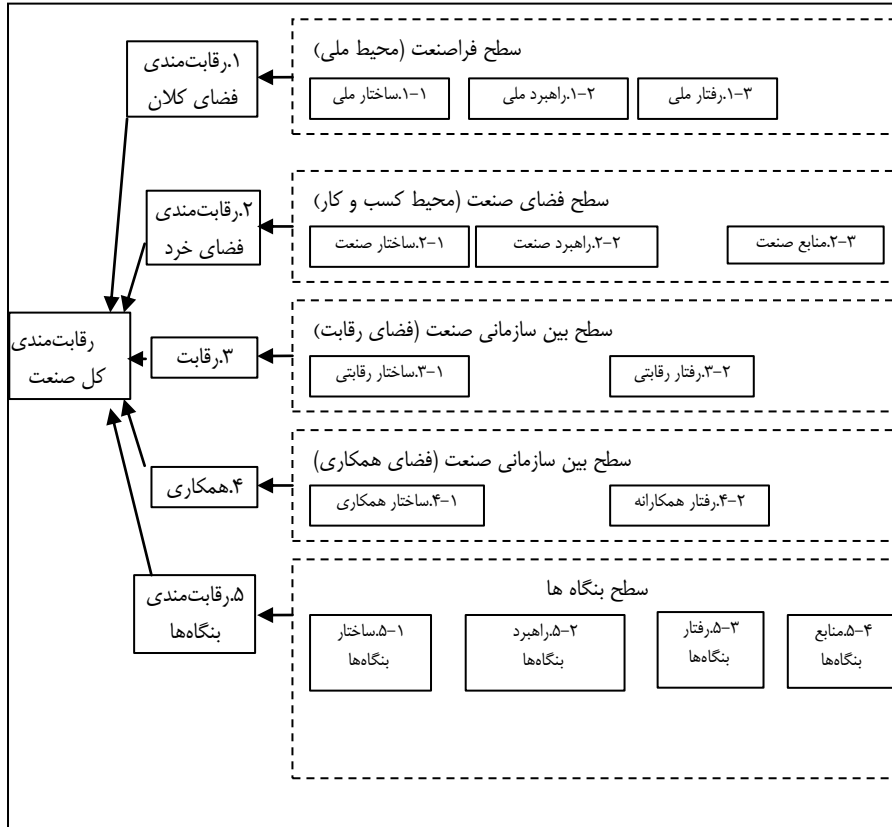 سطح فراصنعت (محیط ملی)
۱-۱.ساختار ملی
۱-۲.راهبرد ملی
۱-۳.رفتار ملی
۱.رقابت‌مندی
فضای کلان
سطح فضای صنعت (محیط کسب و کار)
۲-۱.ساختار صنعت
۲-۲.راهبرد صنعت
۲-۳.منابع صنعت
۲.رقابت‌مندی
فضای خرد
سطح بین سازمانی صنعت (فضای رقابت)
۳-۱.ساختار رقابتی
۳-۲.رفتار رقابتی
۳.رقابت
رقابت‌مندی
کل صنعت
سطح بین سازمانی صنعت (فضای همکاری)
۴-۱.ساختار همکاری
۴-۲.رفتار همکارانه
۴.همکاری
سطح بنگاه ها
۵-۱.ساختار
بنگاه‌ها
۵-۲.راهبرد
بنگاه‌ها
۵-۳.رفتار
بنگاه‌ها
۵-۴.منابع
بنگاه‌ها
۵.رقابت‌مندی
بنگاه‌ها